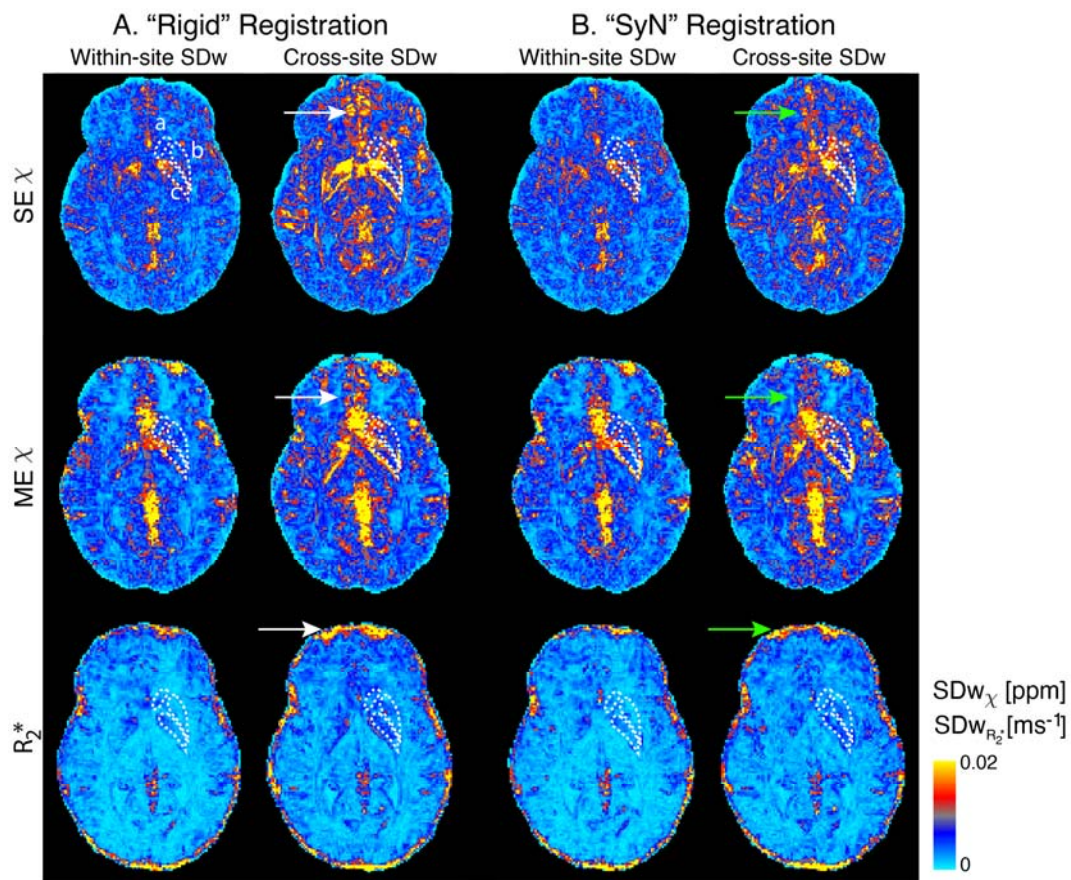 A. “Rigid” Registration
B. “SyN” Registration
Within-site SDw
Cross-site SDw
Within-site SDw
Cross-site SDw
a
b
c
SE χ
ME χ
R₂*
SDwχ [ppm]
SDw_R₂* [ms⁻¹]
0.02
0